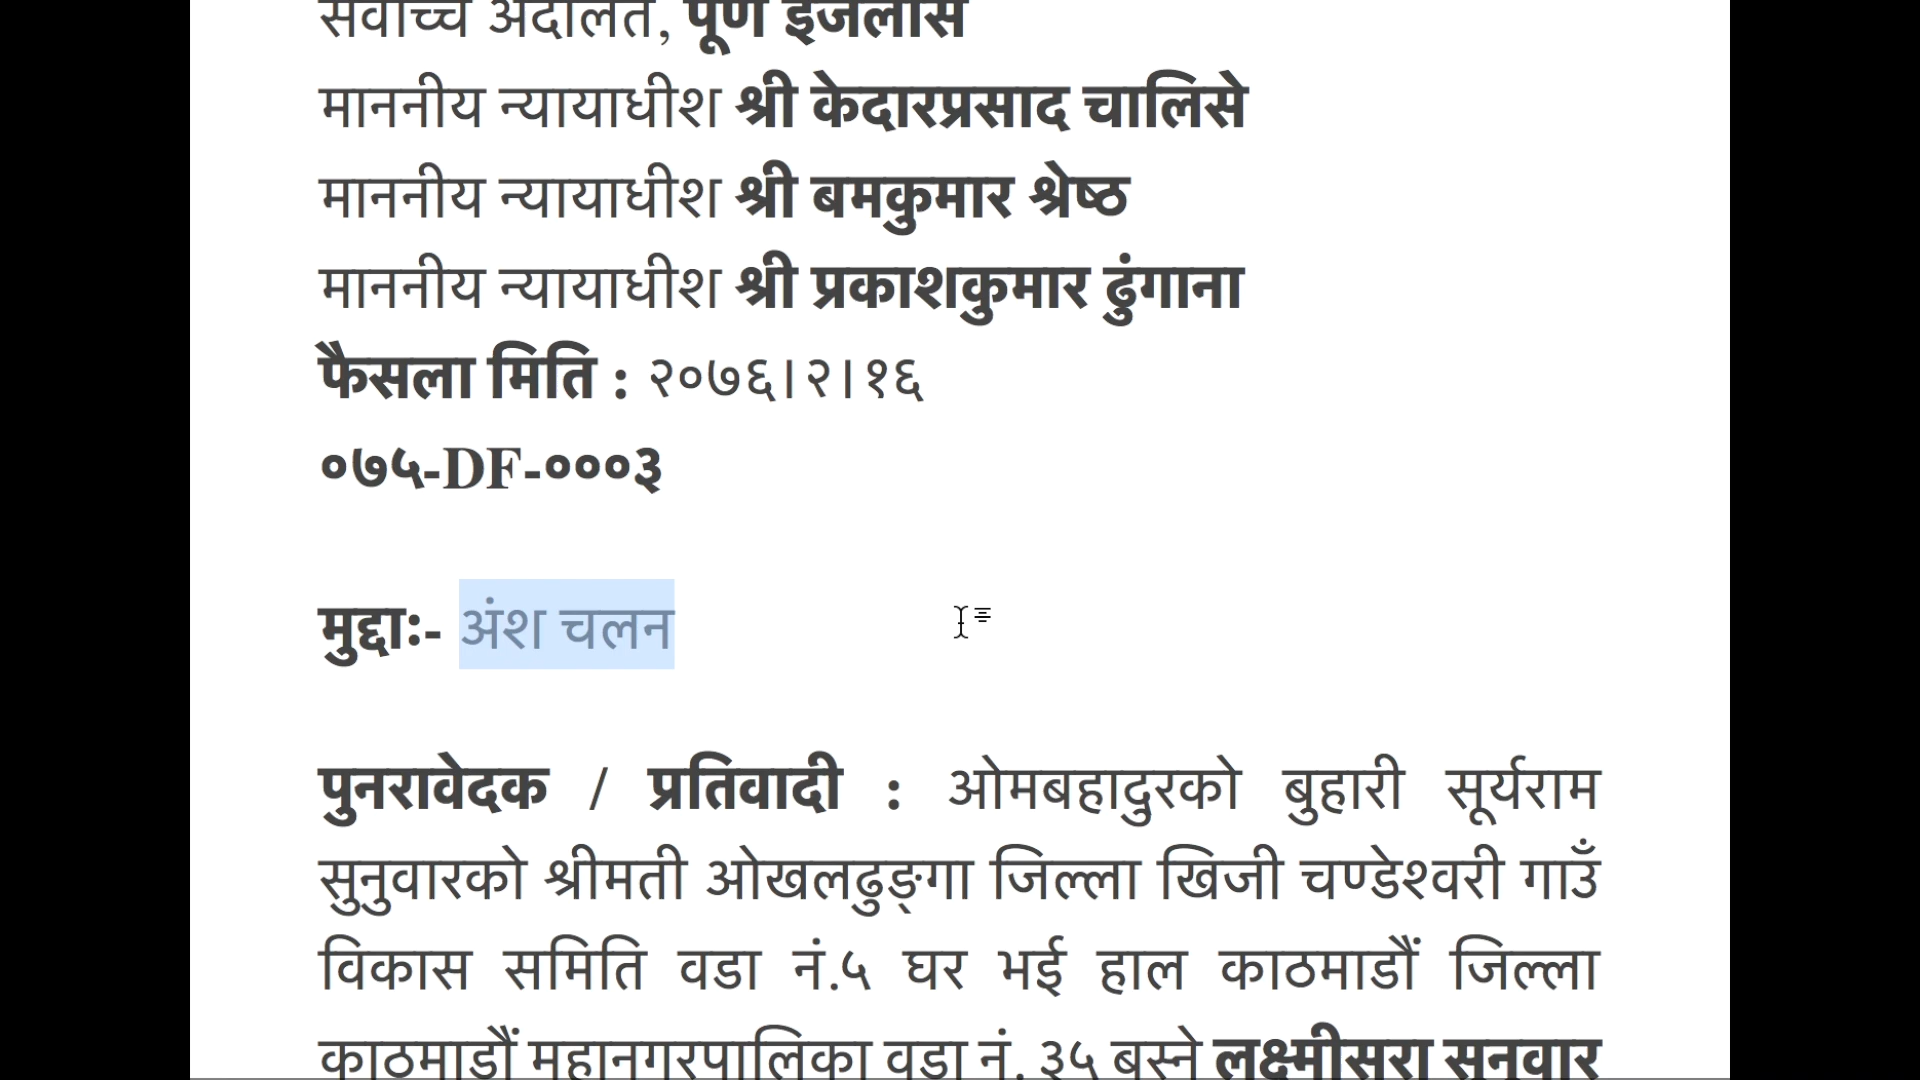 सर्वोच्च अदालत, पूर्ण इजलास
माननीय न्यायाधीश श्री केदारप्रसाद चालिसे
माननीय न्यायाधीश श्री बमकुमार श्रेष्ठ
माननीय न्यायाधीश श्री प्रकाशकुमार ढुंगाना
फैसला मिति : २०७६।२।१६
०७५-DF-०००३
मुद्दाः- अंश चलन
पुनरावेदक / प्रतिवादी : ओमबहादुरको बुहारी सूर्यराम
सुनुवारको श्रीमती ओखलढुङ्गा जिल्ला खिजी चण्डेश्वरी गाउँ
विकास समिति वडा नं.५ घर भई हाल काठमाडौं जिल्ला
काठमाडौं महानगरपालिका वडा नं. ३५ बस्ने लक्ष्मीसरा सुनुवार